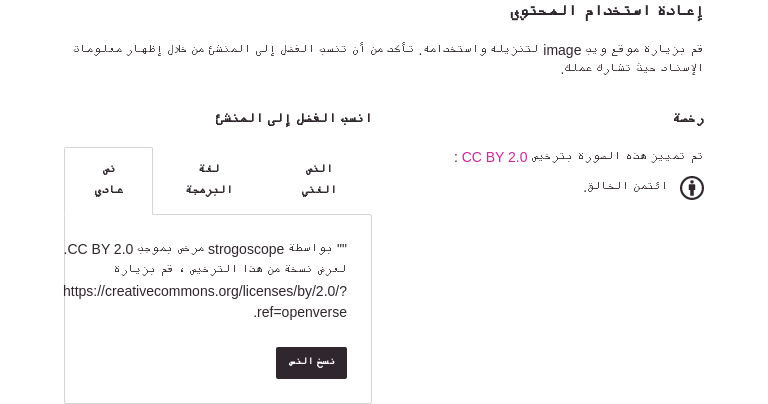 إعادة استخدام المحتوى
قم بزيارة موقع ويب image لتنزيله واستخدامه. تأكد من أن تنسب الفضل إلى المنشئ من خلال إظهار معلومات
الإسناد حيث تشارك عملك.
رخصة
تم تمييز هذه الصورة بترخيص CC BY 2.0 :
ائتمن الخالق.
انسب الفضل إلى المنشئ
النص
الغني
لغة
البرمجة
نص
عادي
"" بواسطة strogoscope مرخص بموجب CC BY 2.0.
لعرض نسخة من هذا الترخيص ، قم بزيارة
https://creativecommons.org/licenses/by/2.0/?
ref=openverse.
نسخ النص